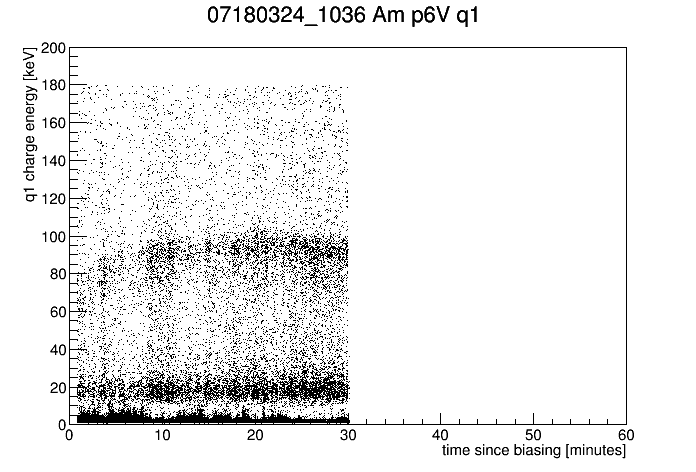 07180324_1036 Am p6V q1
q1 charge energy [keV]
200
180
160
140
120
100
80
60
40
20
0
0 10 20 30 40 50 60
time since biasing [minutes]